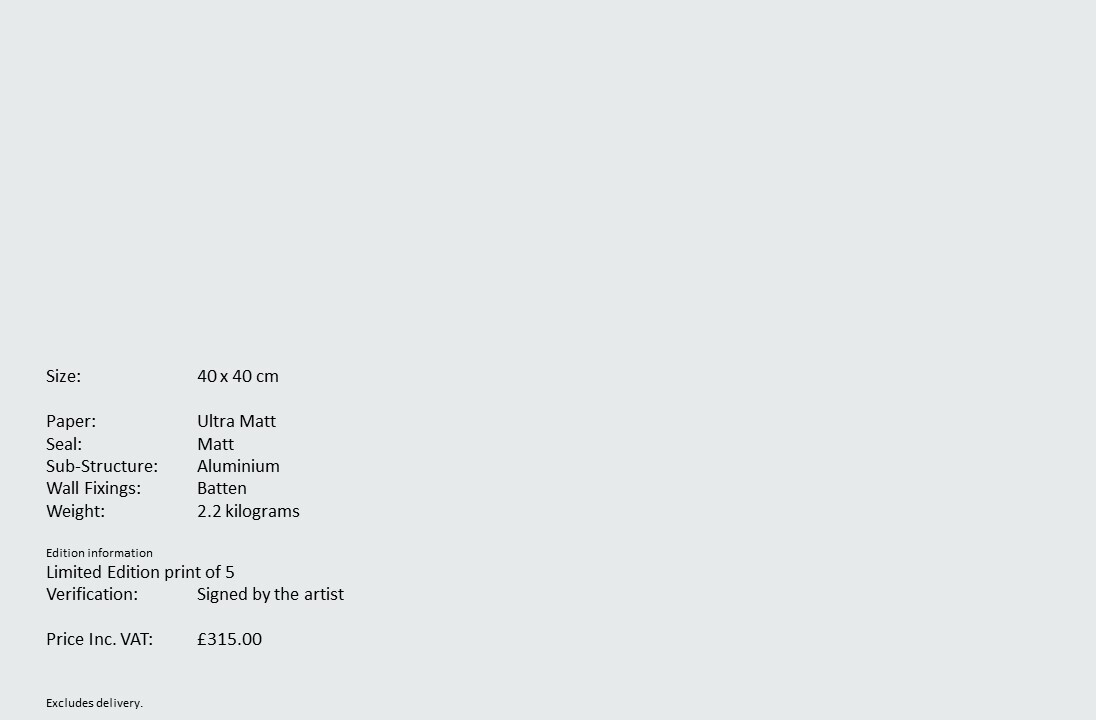 Size: 40 x 40 cm
Paper: Ultra Matt
Seal: Matt
Sub-Structure: Aluminium
Wall Fixings: Batten
Weight: 2.2 kilograms
Edition information
Limited Edition print of 5
Verification: Signed by the artist
Price Inc. VAT: £315.00
Excludes delivery.